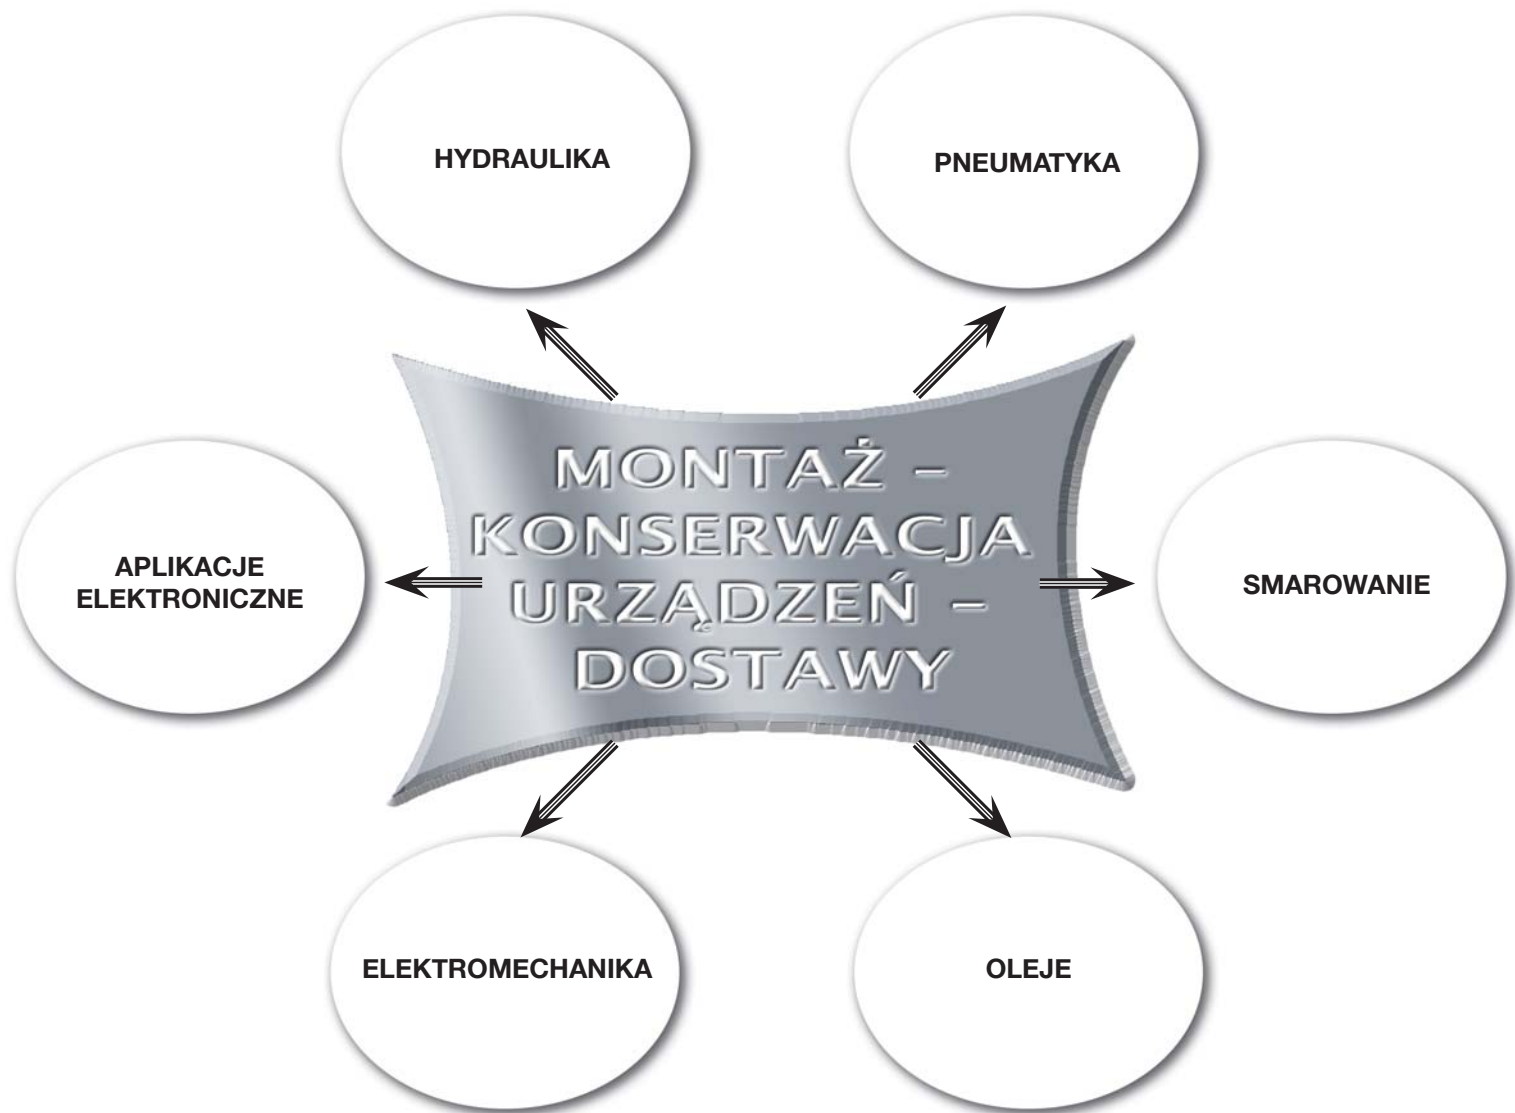 HYDRAULIKA
PNEUMATYKA
MONTAŻ –
KONSERWACJA
URZĄDZEŃ –
DOSTAWY
APLIKACJE
ELEKTRONICZNE
SMAROWANIE
ELEKTROMECHANIKA
OLEJE